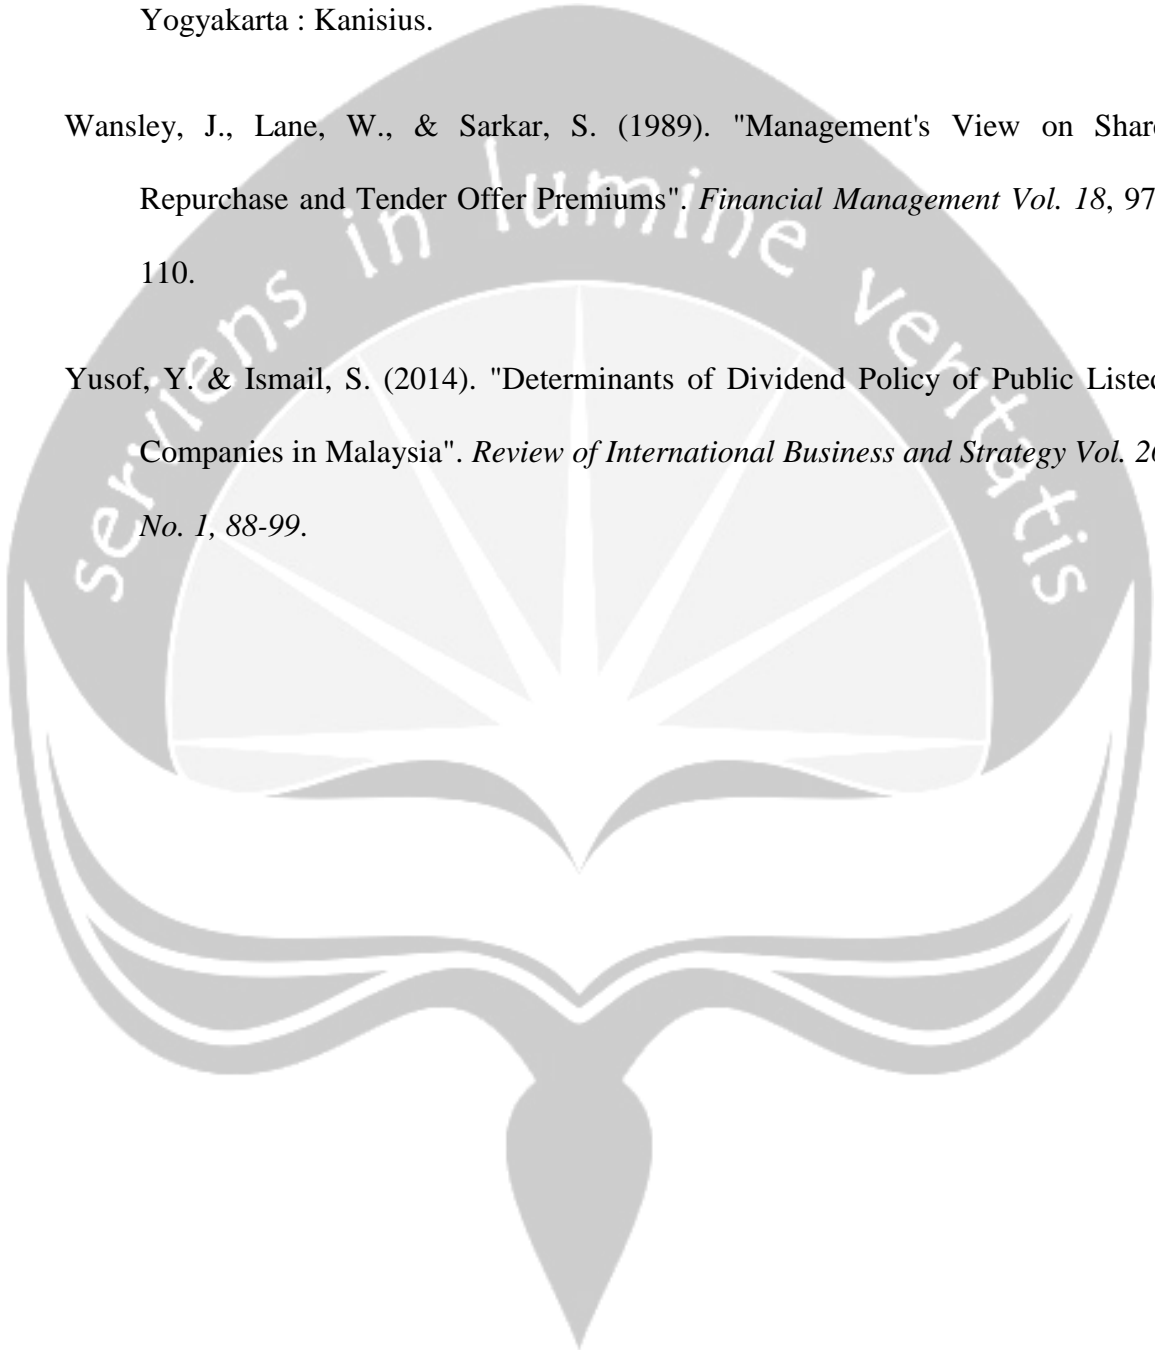 Yogyakarta : Kanisius.
Wansley, J., Lane, W., & Sarkar, S. (1989). "Management's View on Share
Repurchase and Tender Offer Premiums". Financial Management Vol. 18, 97
110.
Yusof, Y. & Ismail, S. (2014). "Determinants of Dividend Policy of Public Listed
Companies in Malaysia". Review of International Business and Strategy Vol. 26
No. 1, 88-99.
serviens in lumine veritatis